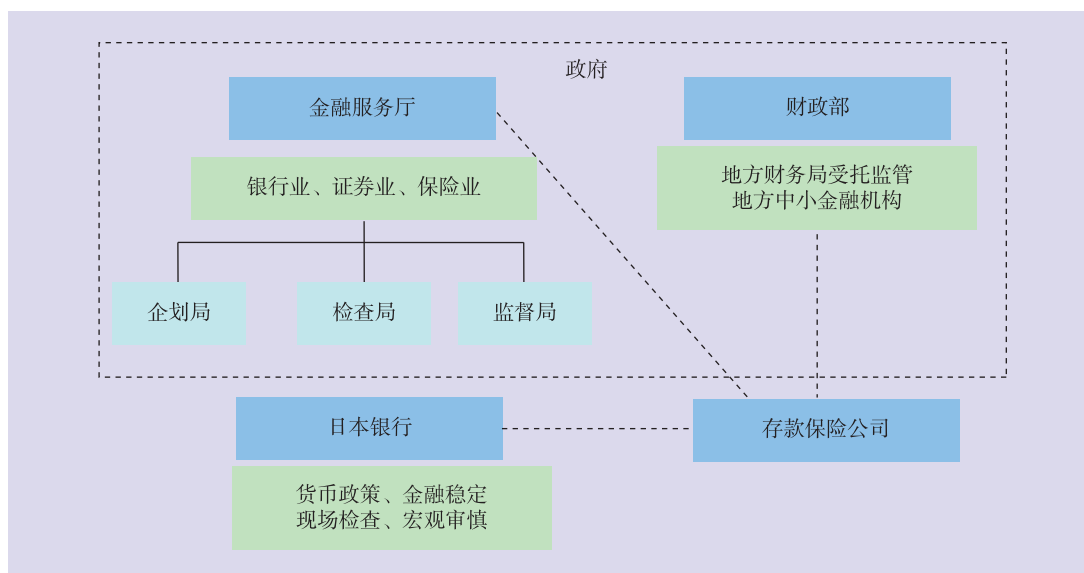 政府
金融服务厅
财政部
银行业、证券业、保险业
地方财务局受托监管
地方中小金融机构
企划局
检查局
监督局
日本银行
存款保险公司
货币政策、金融稳定
现场检查、宏观审慎